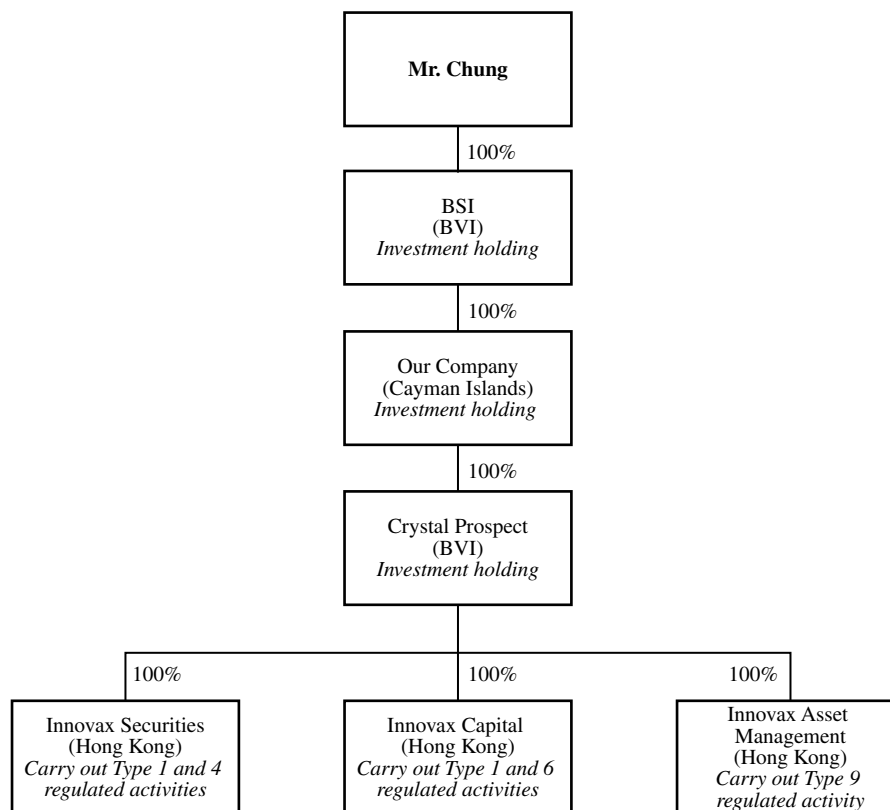 Mr. Chung
100%
BSI
(BVI)
Investment holding
100%
Our Company
(Cayman Islands)
Investment holding
100%
Crystal Prospect
(BVI)
Investment holding
100%
100%
100%
Innovax Securities
(Hong Kong)
Carry out Type 1 and 4
regulated activities
Innovax Capital
(Hong Kong)
Carry out Type 1 and 6
regulated activities
Innovax Asset
Management
(Hong Kong)
Carry out Type 9
regulated activity